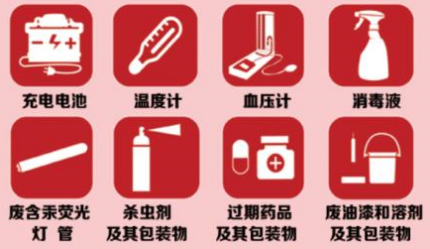 充电电池 温度计 血压计 消毒液
废含汞荧光 杀虫剂 过期药品 废油漆和溶剂
灯管 及其包装物 及其包装物 及其包装物